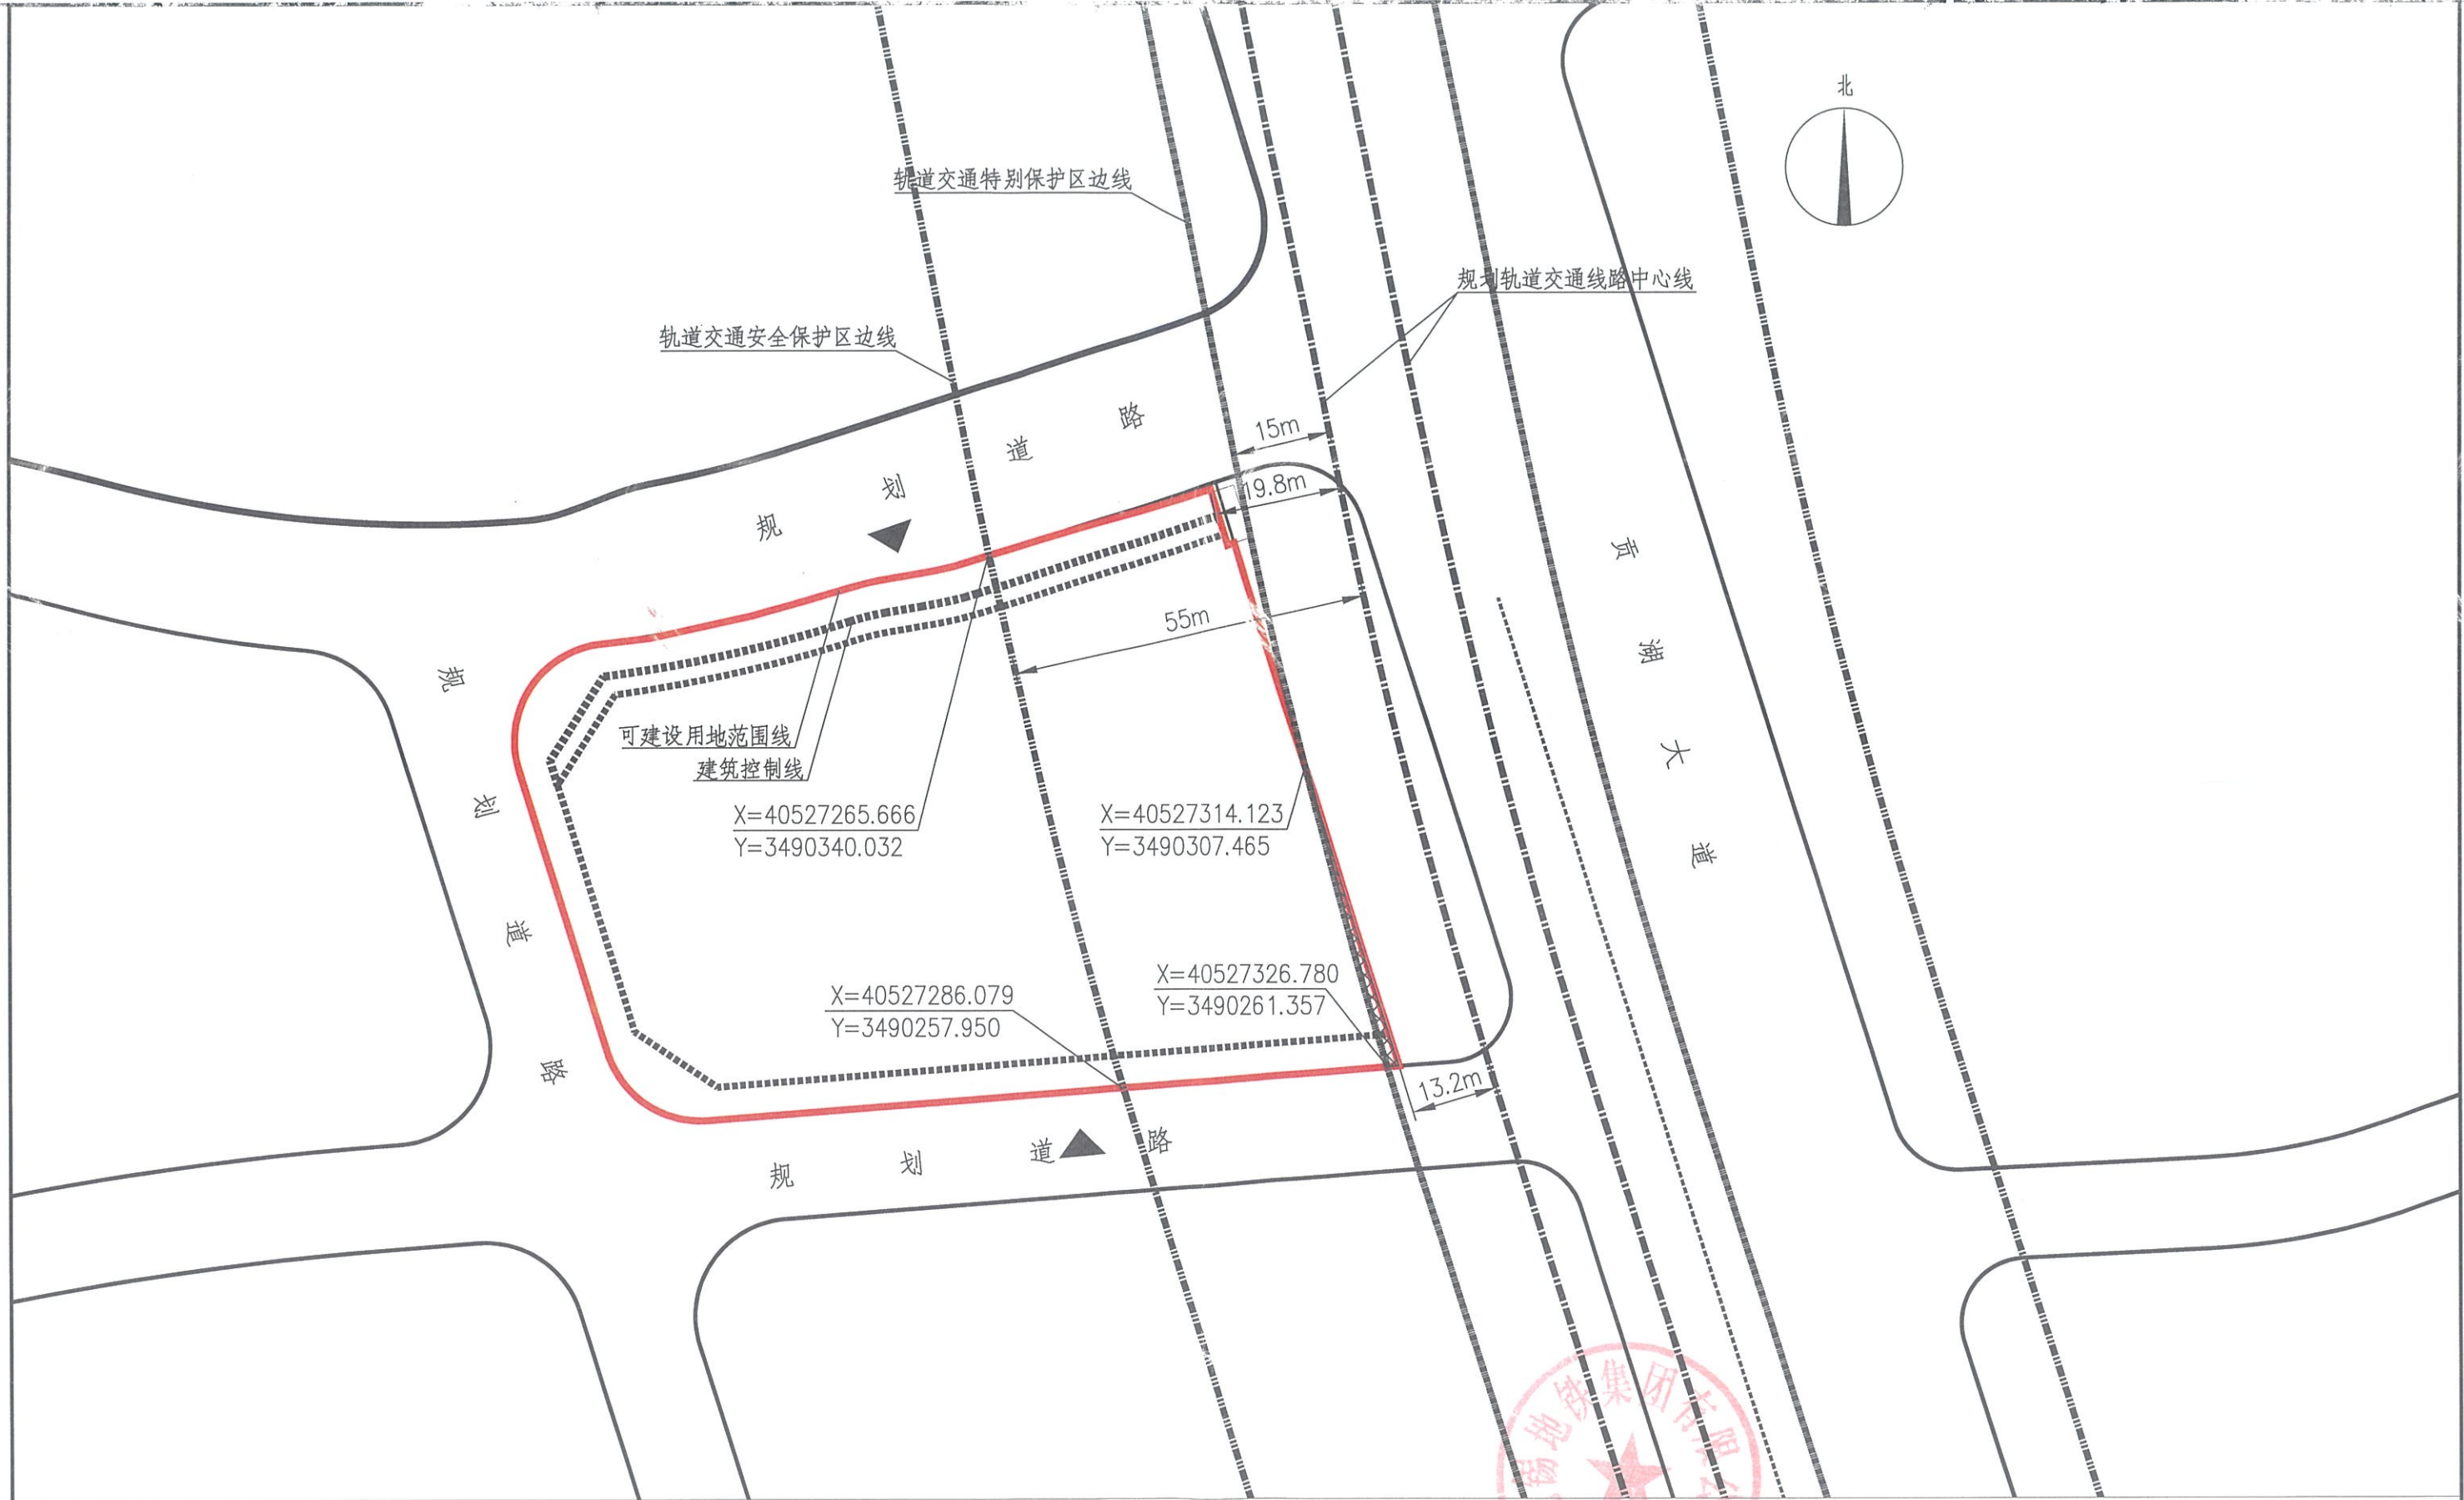 北
轨道交通特别保护区边线
规划轨道交通线路中心线
轨道交通安全保护区边线
规划道路
15m
19.8m
55m
贡湖大道
规划道路
可建设用地范围线
建筑控制线
X=40527265.666
Y=3490340.032
X=40527314.123
Y=3490307.465
X=40527286.079
Y=3490257.950
X=40527326.780
Y=3490261.357
13.2m
规划道路
锡地铁集团有限公